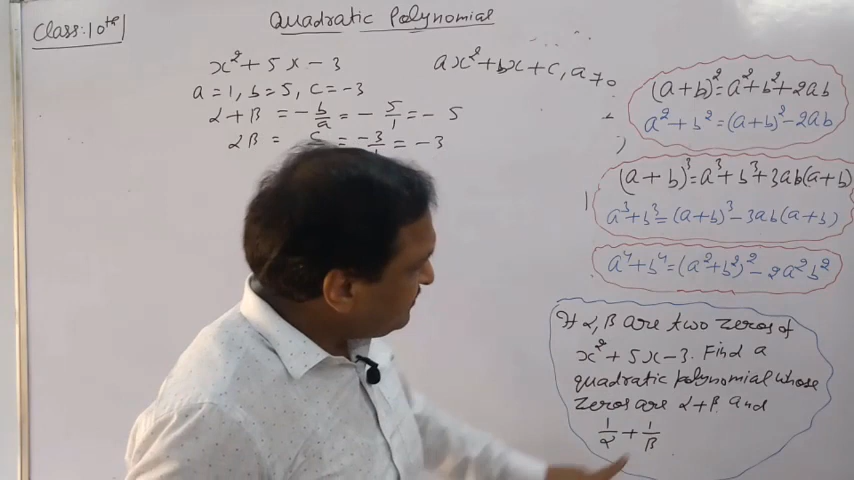 Class:10th
Quadratic Polynomial
x² + 5x - 3
a = 1, b = 5, c = -3
α + β = - b/a = - 5/1 = - 5
αβ = c = -3/1 = -3
ax² + bx + c, a ≠ 0
(a+b)² = a² + b² + 2ab
a² + b² = (a+b)² - 2ab
(a+b)³ = a³ + b³ + 3ab(a+b)
a³ + b³ = (a+b)³ - 3ab(a+b)
a⁴ + b⁴ = (a² + b²)² - 2a²b²
If α, β are two zeros of
x² + 5x - 3. Find a
quadratic polynomial whose
zeros are α + β and
1/α + 1/β